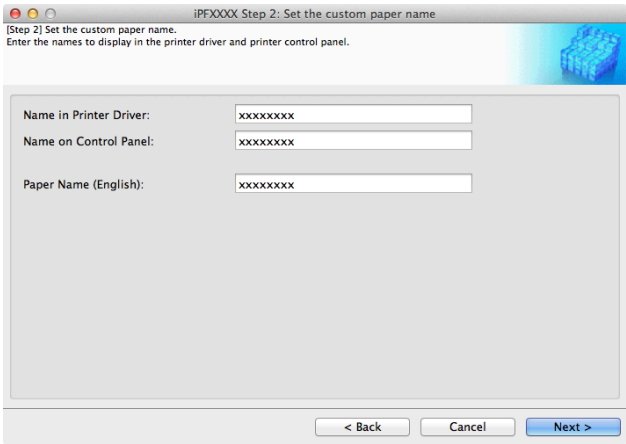 iPFXXXX Step 2: Set the custom paper name
[Step 2] Set the custom paper name.
Enter the names to display in the printer driver and printer control panel.
Name in Printer Driver: xxxxxxxx
Name on Control Panel: xxxxxxxx
Paper Name (English): xxxxxxxx
< Back Cancel Next >